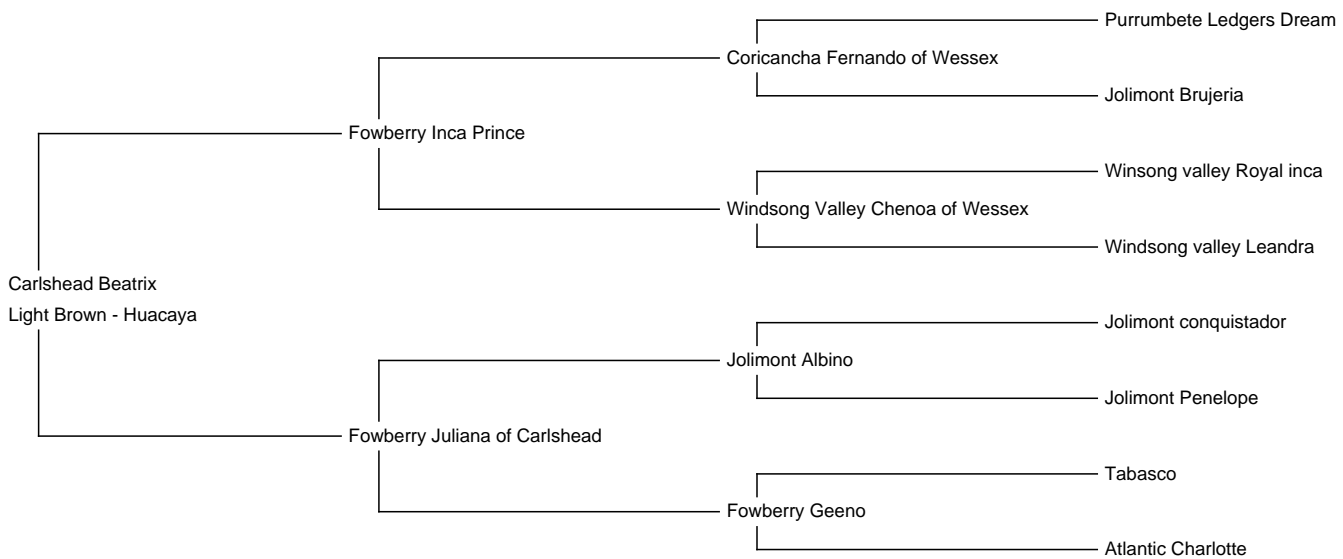 Purrumbete Ledgers Dream
Coricancha Fernando of Wessex
Jolimont Brujeria
Fowberry Inca Prince
Winsong valley Royal inca
Windsong Valley Chenoa of Wessex
Windsong valley Leandra
Carlshead Beatrix
Light Brown - Huacaya
Jolimont conquistador
Jolimont Albino
Jolimont Penelope
Fowberry Juliana of Carlshead
Tabasco
Fowberry Geeno
Atlantic Charlotte